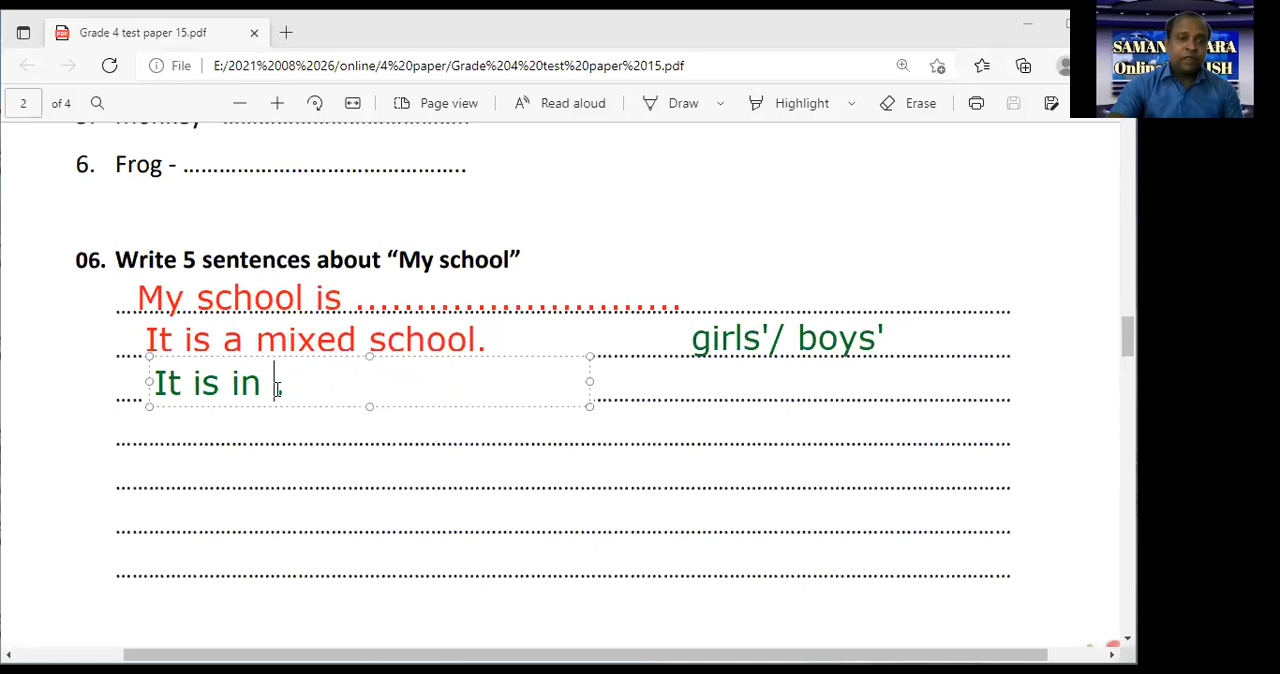 Grade 4 test paper 15.pdf
File E:/2021%2008%2026/online/4%20paper/Grade%204%20test%20paper%2015.pdf
2 of 4 Page view Read aloud Draw Highlight Erase
6. Frog - ................................................
06. Write 5 sentences about “My school”
My school is ...........................
It is a mixed school. girls'/ boys'
It is in .